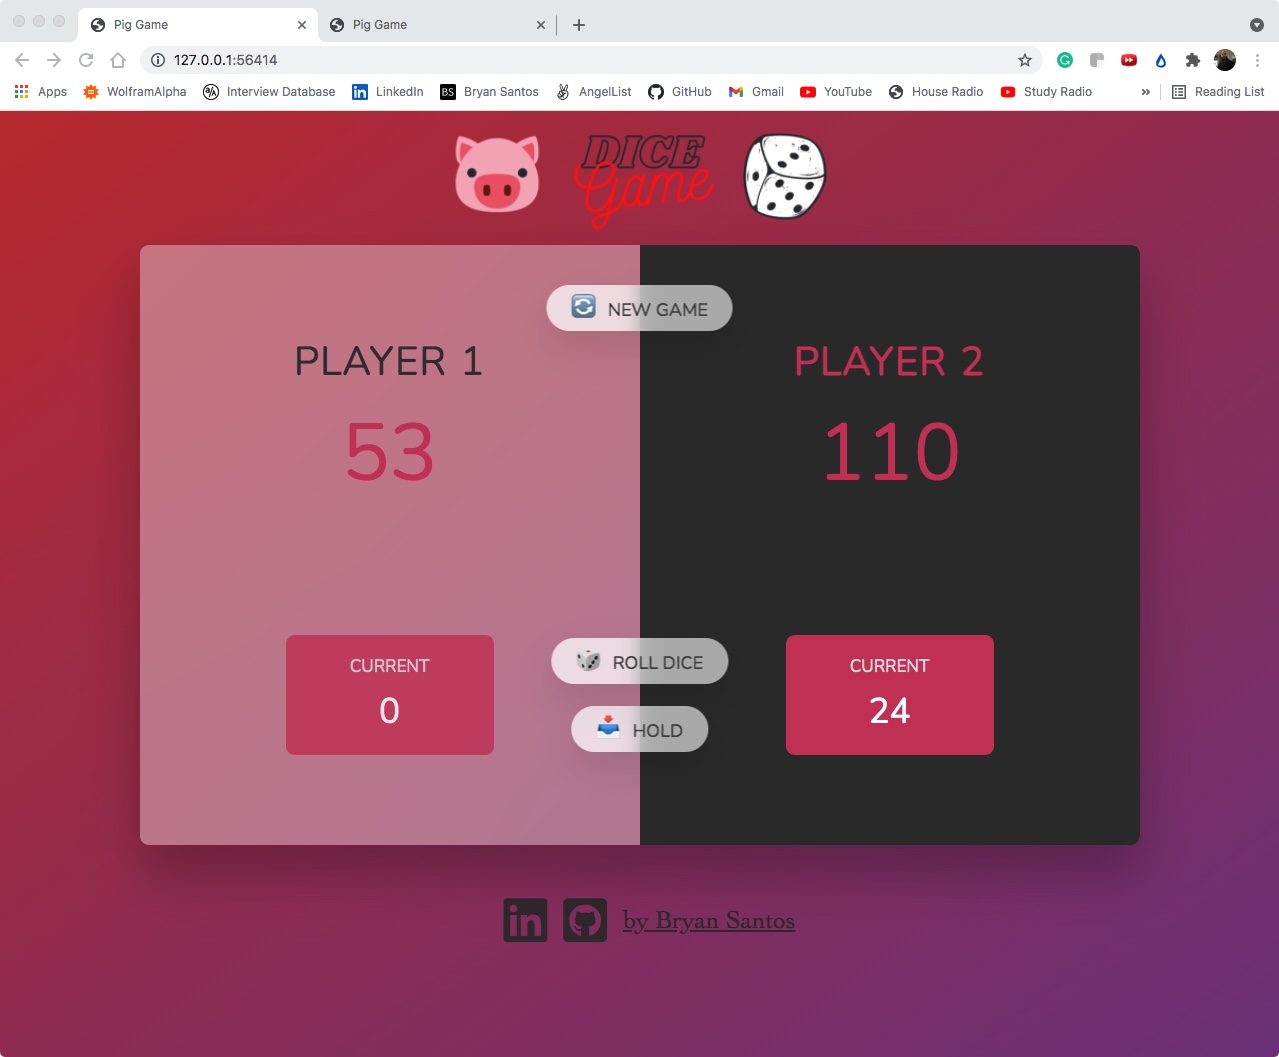 Pig Game
Pig Game
127.0.0.1:56414
Apps WolframAlpha Interview Database LinkedIn BS Bryan Santos AngelList GitHub Gmail YouTube House Radio Study Radio » Reading List
DICE
Game
NEW GAME
PLAYER 1
53
PLAYER 2
110
CURRENT
0
ROLL DICE
HOLD
CURRENT
24
in by Bryan Santos